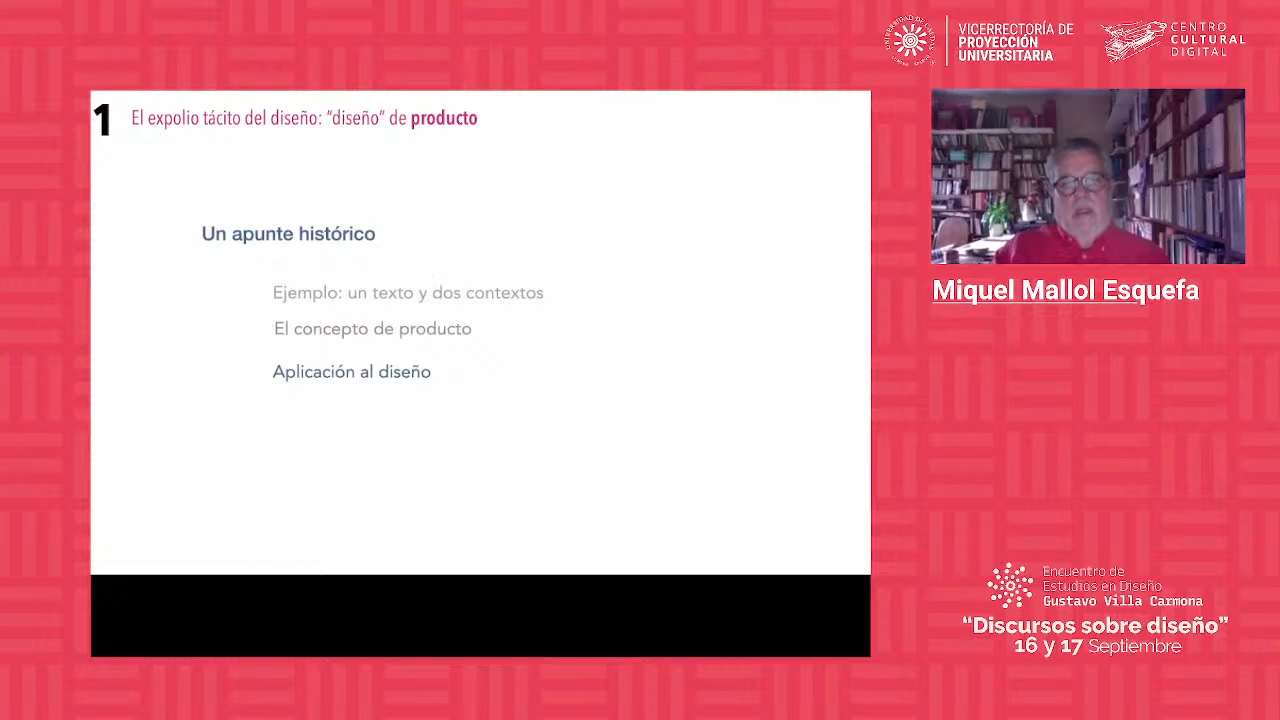 VICERRECTORÍA DE
PROYECCIÓN
UNIVERSITARIA
CENTRO
CULTURAL
DIGITAL
1 El expolio tácito del diseño: “diseño” de producto
Un apunte histórico
Ejemplo: un texto y dos contextos
El concepto de producto
Aplicación al diseño
Miquel Mallol Esquefa
Encuentro de
Estudios en Diseño
Gustavo Villa Carmona
“Discursos sobre diseño”
16 y 17 Septiembre